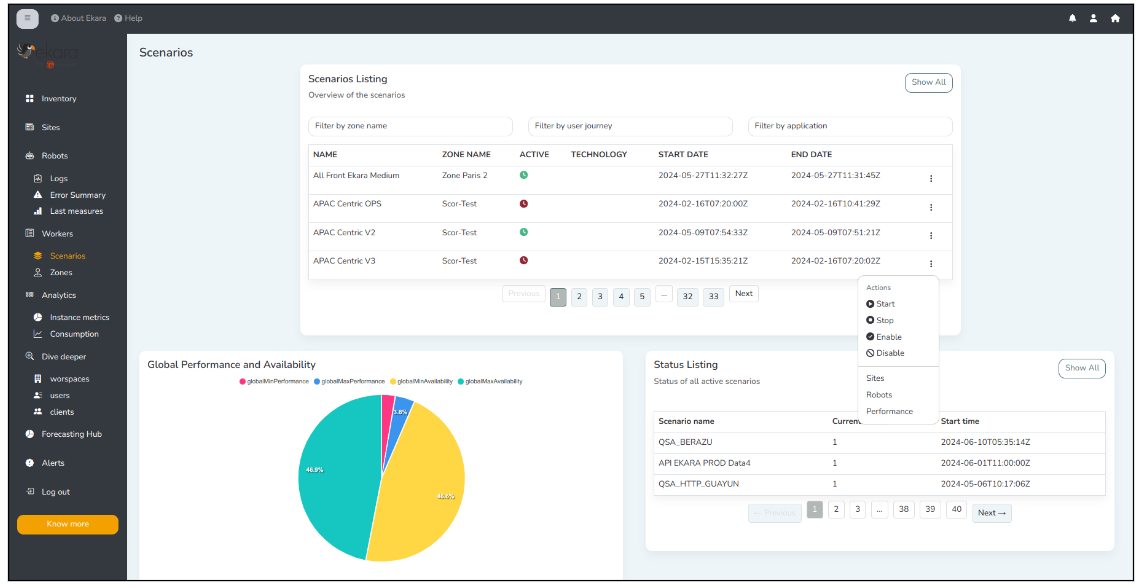 About Ekara Help
ekara
Scenarios
Inventory
Sites
Robots
Logs
Error Summary
Last measures
Workers
Scenarios
Zones
Analytics
Instance metrics
Consumption
Dive deeper
worspaces
users
clients
Forecasting Hub
Alerts
Log out
Know more
Scenarios Listing
Show All
Overview of the scenarios
Filter by zone name Filter by user journey Filter by application
NAME ZONE NAME ACTIVE TECHNOLOGY START DATE END DATE
All Front Ekara Medium Zone Paris 2 2024-05-27T11:32:27Z 2024-05-27T11:31:45Z
APAC Centric OPS Scor-Test 2024-02-16T07:20:00Z 2024-02-16T10:41:29Z
APAC Centric V2 Scor-Test 2024-05-09T07:54:33Z 2024-05-09T07:51:21Z
APAC Centric V3 Scor-Test 2024-02-15T15:35:21Z 2024-02-16T07:20:02Z
Previous 1 2 3 4 5 ... 32 33 Next
Actions
Start
Stop
Enable
Disable
Sites
Robots
Performance
Global Performance and Availability
globalMinPerformance globalMaxPerformance globalMinAvailability globalMaxAvailability
3.8%
46.9%
46.6%
Status Listing
Show All
Status of all active scenarios
Scenario name Current Start time
QSA_BERAZU 1 2024-06-10T05:35:14Z
API EKARA PROD Data4 1 2024-06-01T11:00:00Z
QSA_HTTP_GUAYUN 1 2024-05-06T10:17:06Z
← Previous 1 2 3 ... 38 39 40 Next →